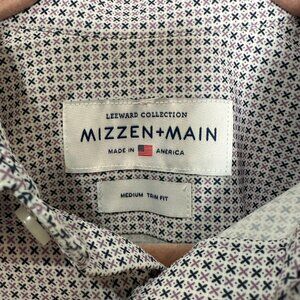 LEEWARD COLLECTION
MIZZEN+MAIN
MADE IN AMERICA
MEDIUM TRIM FIT